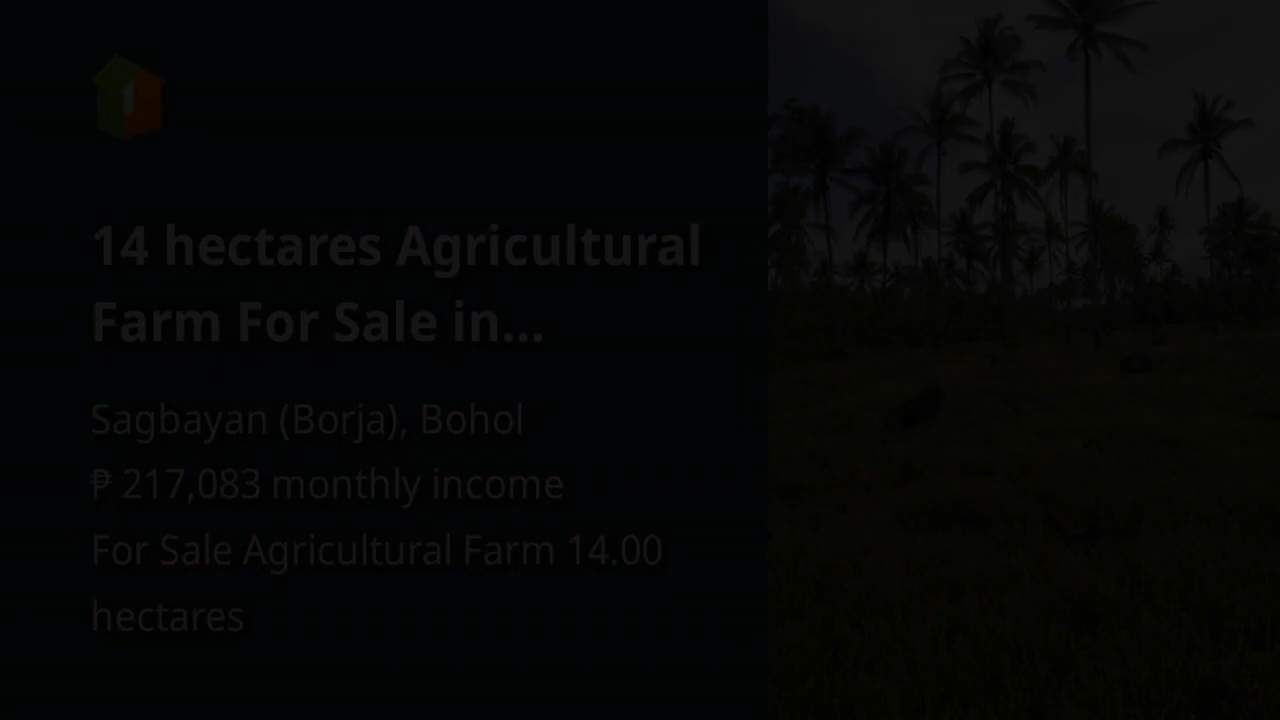 14 hectares Agricultural
Farm For Sale in...
Sagbayan (Borja), Bohol
₱ 217,083 monthly income
For Sale Agricultural Farm 14.00
hectares